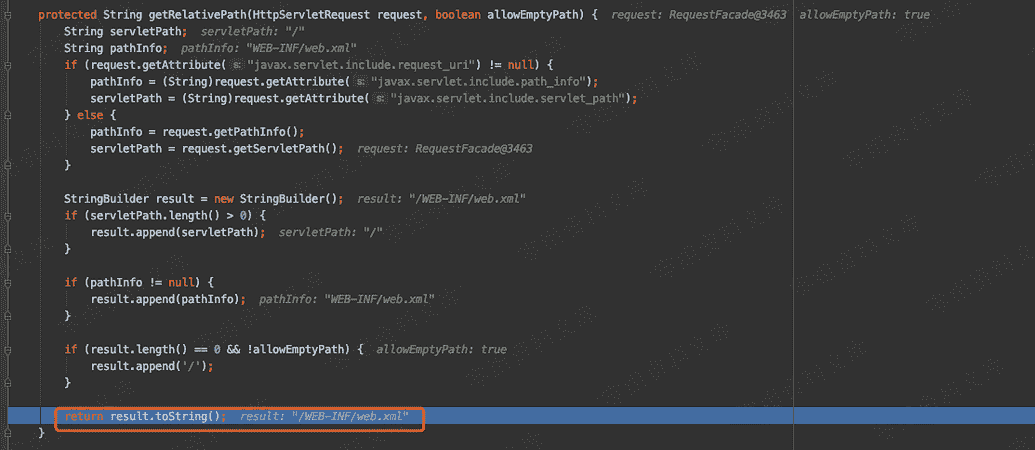 protected String getRelativePath(HttpServletRequest request, boolean allowEmptyPath) { request: RequestFacade@3463 allowEmptyPath: true
String servletPath; servletPath: "/"
String pathInfo; pathInfo: "WEB-INF/web.xml"
if (request.getAttribute( s: "javax.servlet.include.request_uri") != null) {
pathInfo = (String)request.getAttribute( s: "javax.servlet.include.path_info");
servletPath = (String)request.getAttribute( s: "javax.servlet.include.servlet_path");
} else {
pathInfo = request.getPathInfo();
servletPath = request.getServletPath(); request: RequestFacade@3463
}
StringBuilder result = new StringBuilder(); result: "/WEB-INF/web.xml"
if (servletPath.length() > 0) {
result.append(servletPath); servletPath: "/"
}
if (pathInfo != null) {
result.append(pathInfo); pathInfo: "WEB-INF/web.xml"
}
if (result.length() == 0 && !allowEmptyPath) { allowEmptyPath: true
result.append('/');
}
return result.toString(); result: "/WEB-INF/web.xml"
}